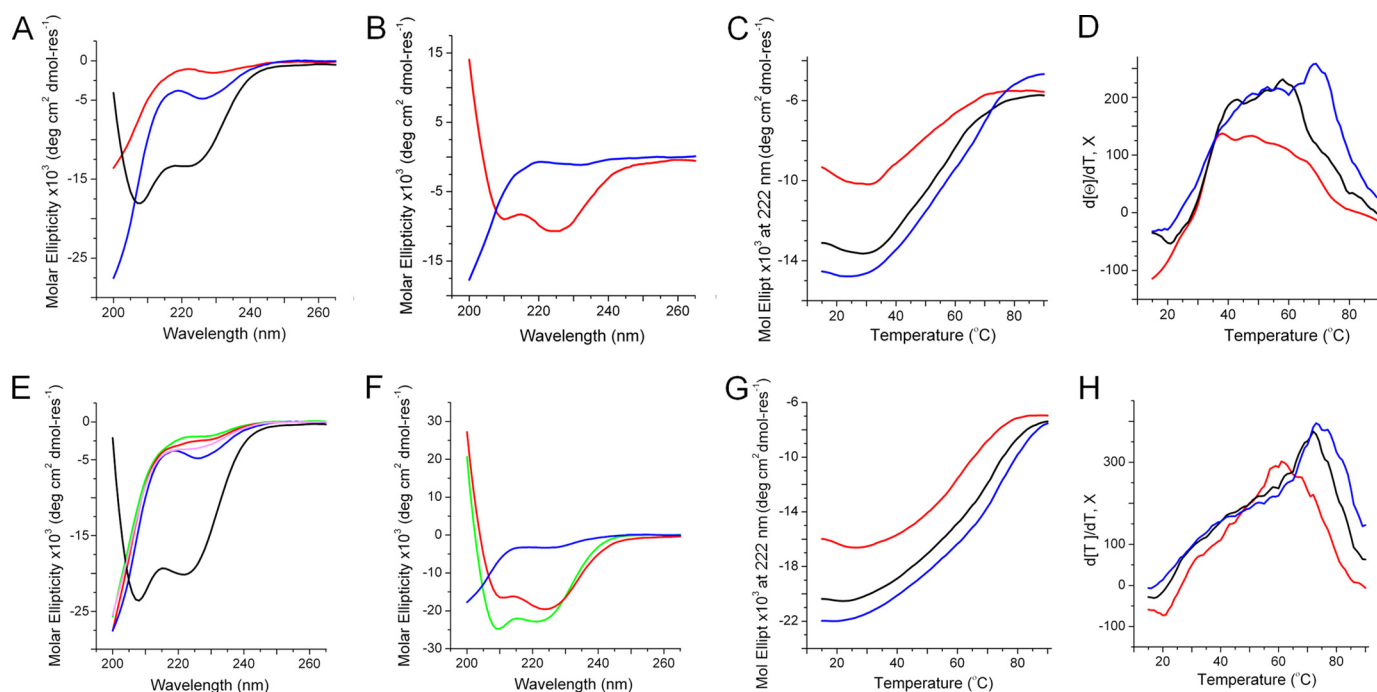 A
Molar Ellipticity x10³ (deg cm² dmol-res⁻¹)
0
-5
-15
-25
200 220 240 260
Wavelength (nm)
B
Molar Ellipticity x10³ (deg cm² dmol-res⁻¹)
15
5
-5
-15
200 220 240 260
Wavelength (nm)
C
Mol Ellipt x10³ at 222 nm (deg cm² dmol-res⁻¹)
-6
-10
-14
20 40 60 80
Temperature (°C)
D
d[Θ]/dT, X
200
100
0
-100
20 40 60 80
Temperature (°C)
E
Molar Ellipticity x10³ (deg cm² dmol-res⁻¹)
0
-5
-15
-25
200 220 240 260
Wavelength (nm)
F
Molar Ellipticity x10³ (deg cm² dmol-res⁻¹)
30
20
10
0
-10
-20
-30
200 220 240 260
Wavelength (nm)
G
Mol Ellipt x10³ at 222 nm (deg cm² dmol-res⁻¹)
-6
-10
-14
-18
-22
20 40 60 80
Temperature (°C)
H
d[T ]/dT, X
300
100
0
-100
20 40 60 80
Temperature (°C)